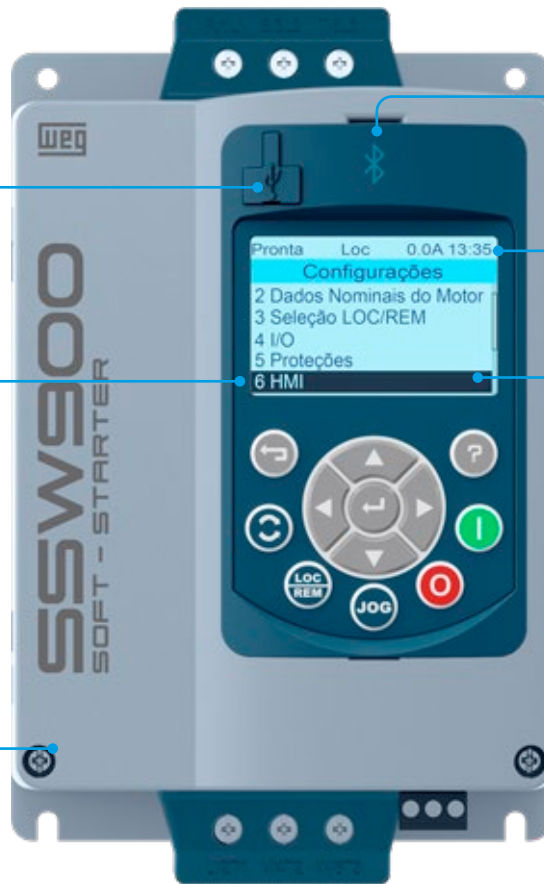 weg
Pronta Loc 0.0A 13:35
Configurações
2 Dados Nominais do Motor
3 Seleção LOC/REM
4 I/O
5 Proteções
6 HMI
SSW900
SOFT - STARTER
?
I
LOC
REM
JOG
O